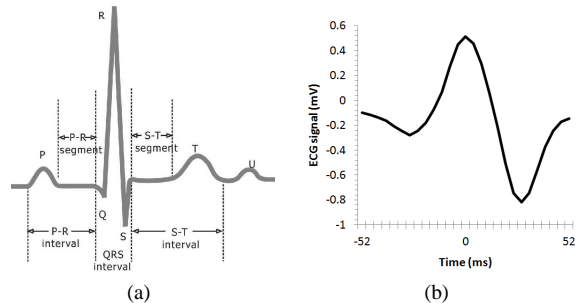 R
P-R
segment
S-T
segment
P
T
U
Q
S
P-R
interval
QRS
interval
S-T
interval
(a)
ECG signal (mV)
0.6
0.4
0.2
0
-0.2
-0.4
-0.6
-0.8
-1
-52
0
52
Time (ms)
(b)